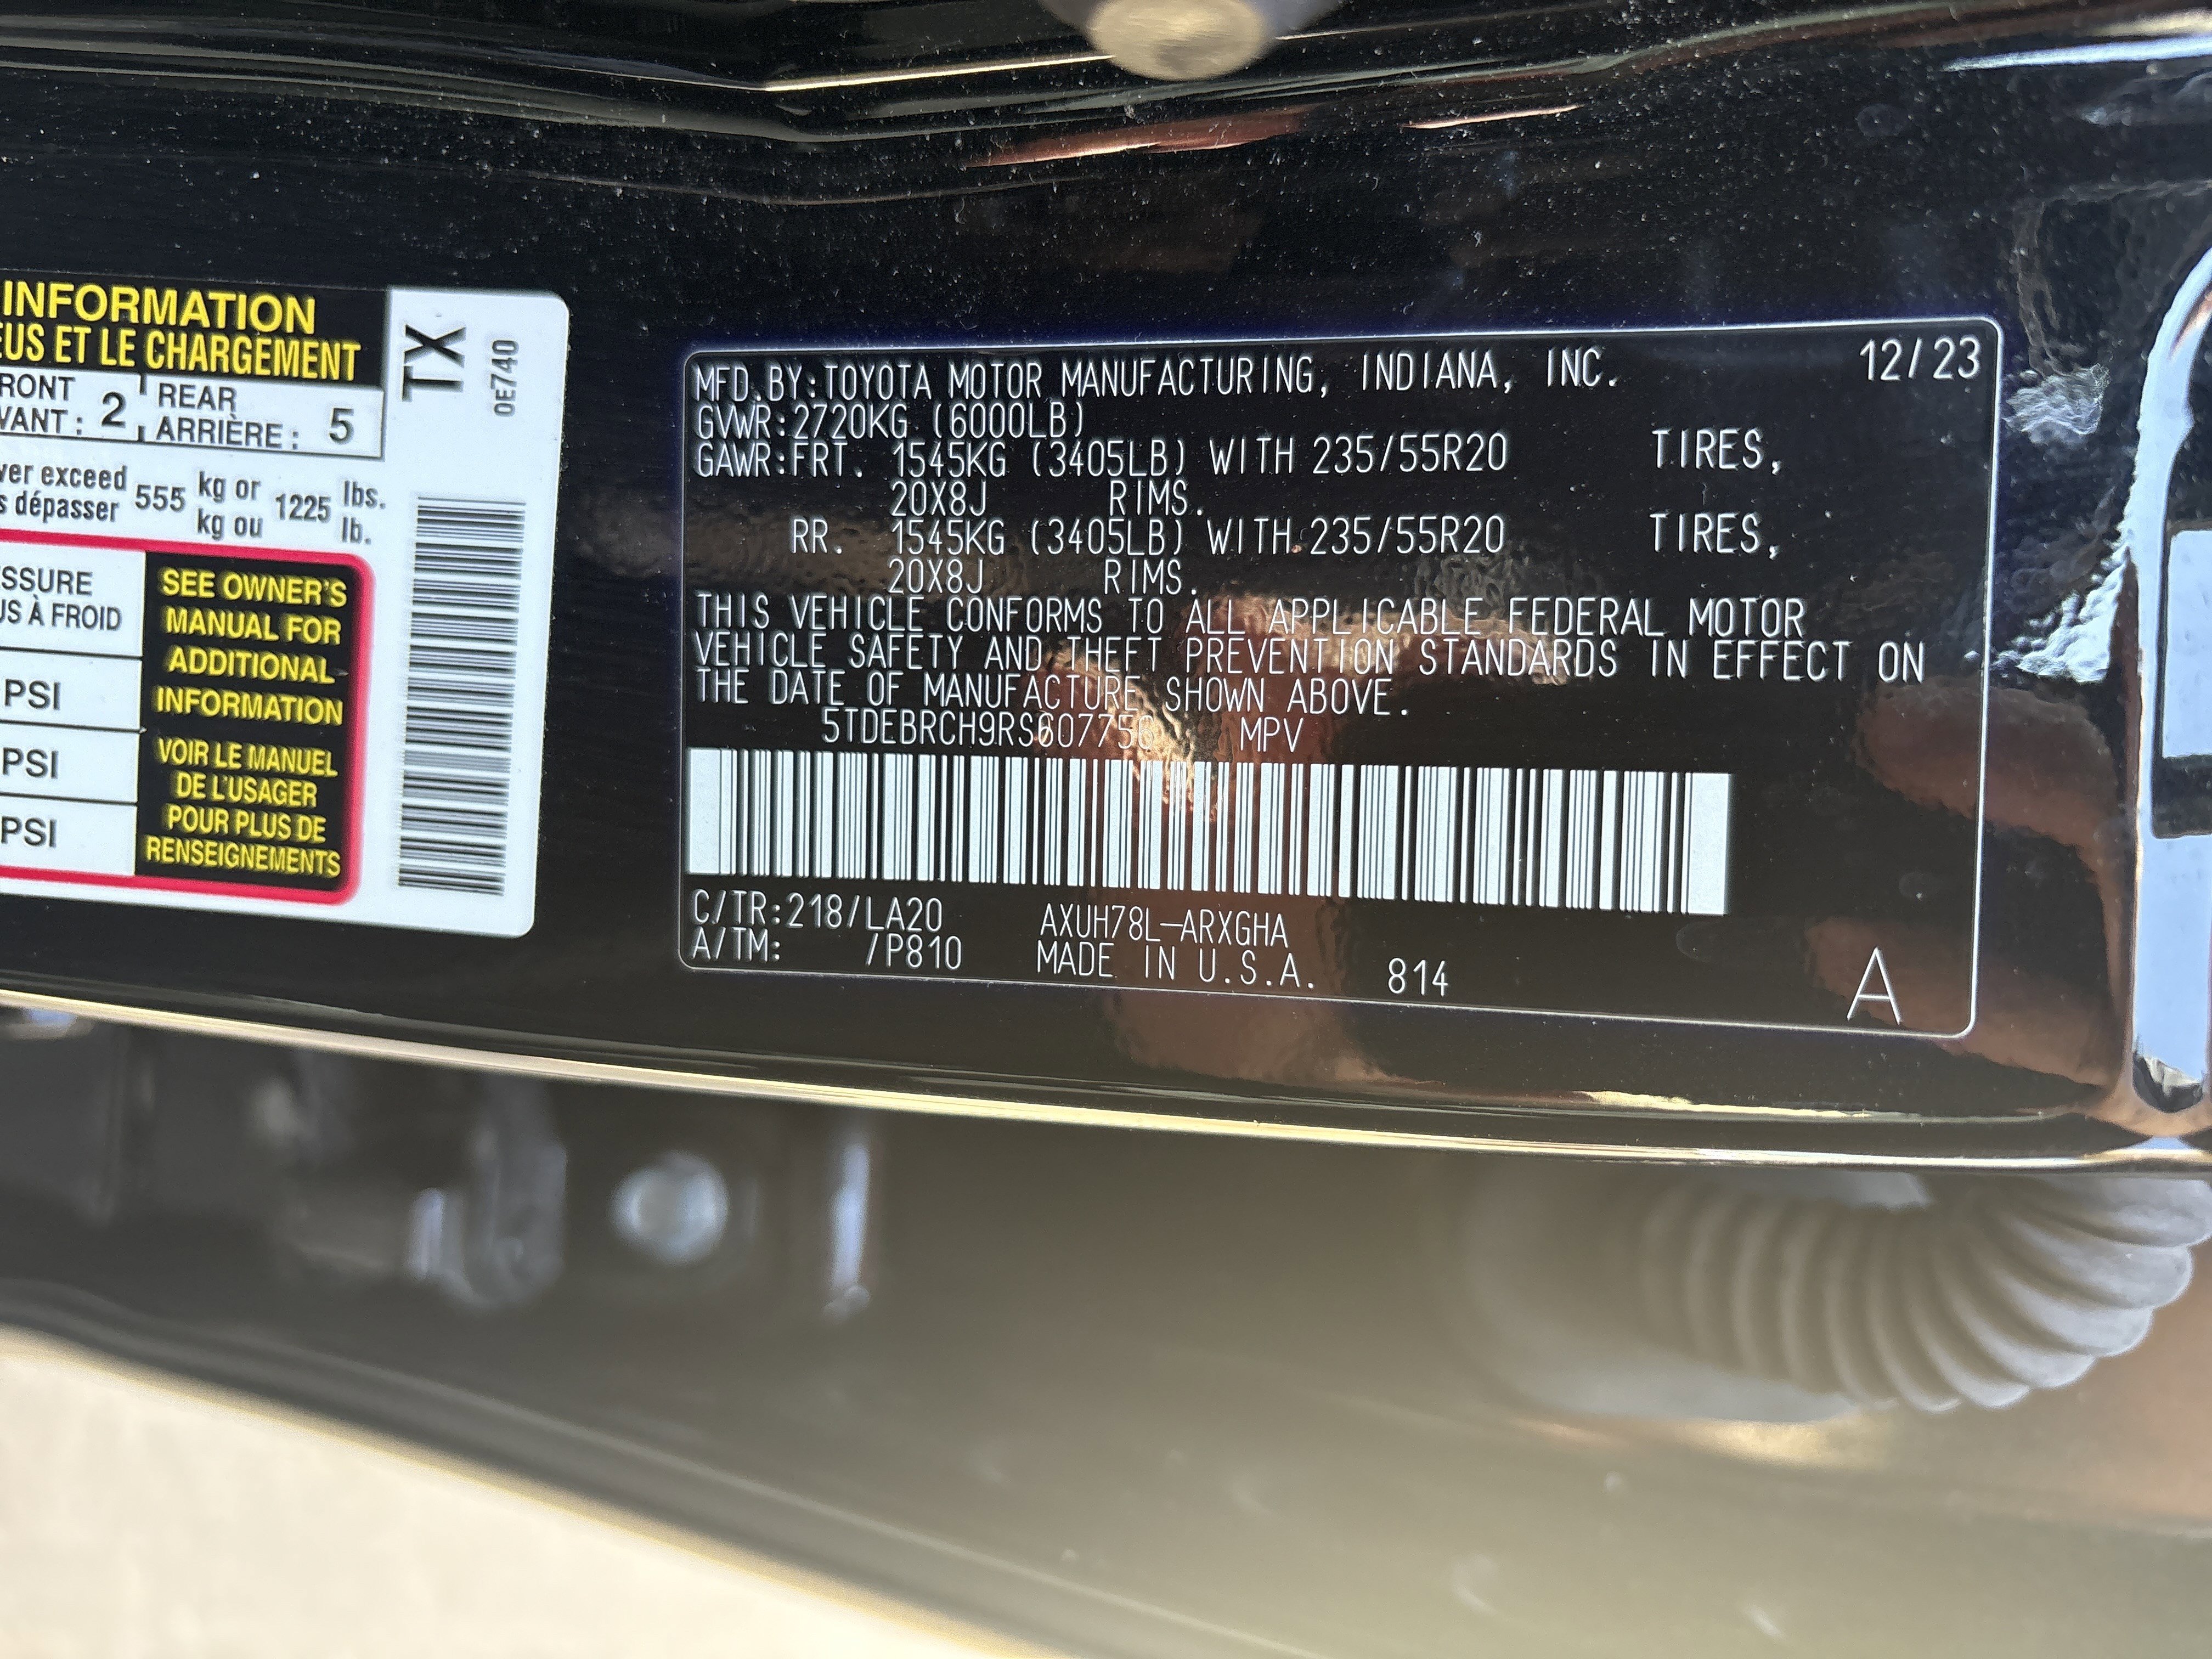 INFORMATION
EUS ET LE CHARGEMENT
RONT
VANT : 2
REAR
ARRIÈRE : 5
ver exceed
s dépasser 555 kg or
kg ou 1225 lbs.
lb.
SSURE
US À FROID
PSI
PSI
PSI
SEE OWNER'S
MANUAL FOR
ADDITIONAL
INFORMATION
VOIR LE MANUEL
DE L'USAGER
POUR PLUS DE
RENSEIGNEMENTS
TX
0E740
MFD.BY:TOYOTA MOTOR MANUFACTURING, INDIANA, INC. 12/23
GVWR:2720KG (6000LB)
GAWR:FRT. 1545KG (3405LB) WITH 235/55R20 TIRES,
20X8J RIMS.
RR. 1545KG (3405LB) WITH 235/55R20 TIRES,
20X8J RIMS.
THIS VEHICLE CONFORMS TO ALL APPLICABLE FEDERAL MOTOR
VEHICLE SAFETY AND THEFT PREVENTION STANDARDS IN EFFECT ON
THE DATE OF MANUFACTURE SHOWN ABOVE.
5TDEBRCH9RS607756 MPV
C/TR:218/LA20 AXUH78L-ARXGHA
A/TM: /P810 MADE IN U.S.A. 814 A